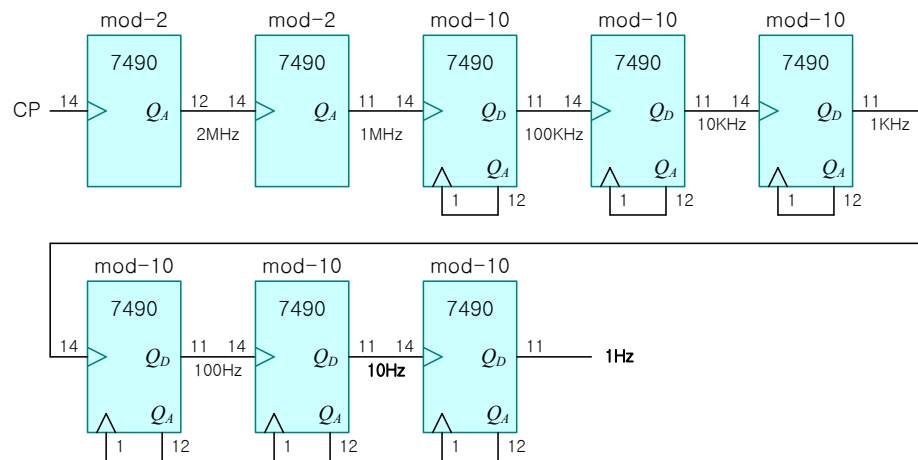 mod-2 mod-2 mod-10 mod-10 mod-10
7490 7490 7490 7490 7490
CP 14 QA 12 14 QA 11 14 QD 11 14 QD 11 14 QD 11
2MHz 1MHz 100KHz 10KHz 1KHz
QA QA QA
1 12 1 12 1 12
mod-10 mod-10 mod-10
7490 7490 7490
14 QD 11 14 QD 11 14 QD 11 1Hz
100Hz 10Hz
QA QA QA
1 12 1 12 1 12